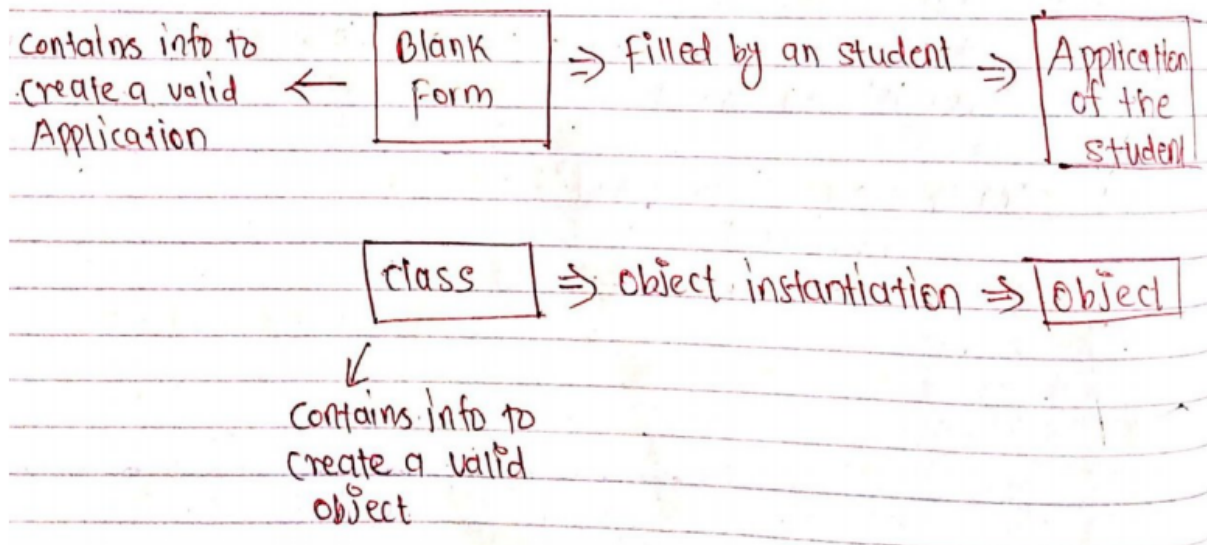 contains info to
create a valid
Application
←
Blank
Form
⇒ Filled by an student ⇒
Application
of the
student
class
⇒ object instantiation ⇒
object
↙
Contains info to
create a valid
object